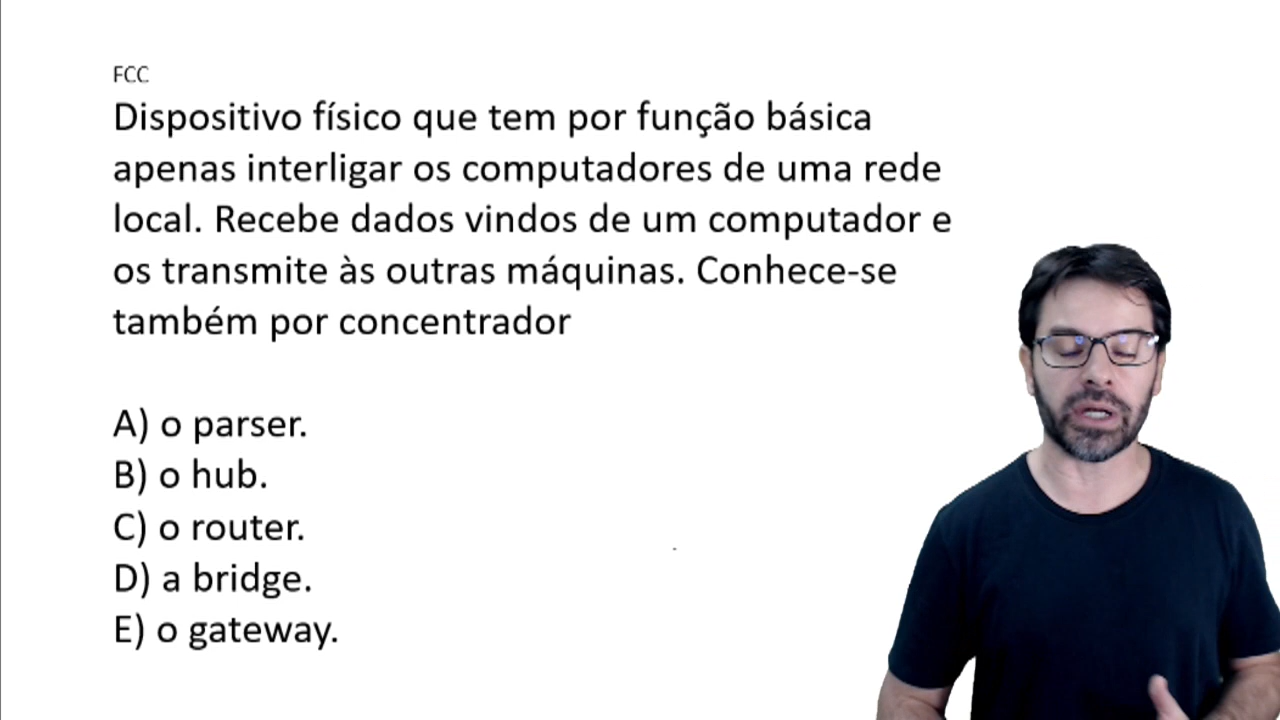 FCC
Dispositivo físico que tem por função básica
apenas interligar os computadores de uma rede
local. Recebe dados vindos de um computador e
os transmite às outras máquinas. Conhece-se
também por concentrador
A) o parser.
B) o hub.
C) o router.
D) a bridge.
E) o gateway.